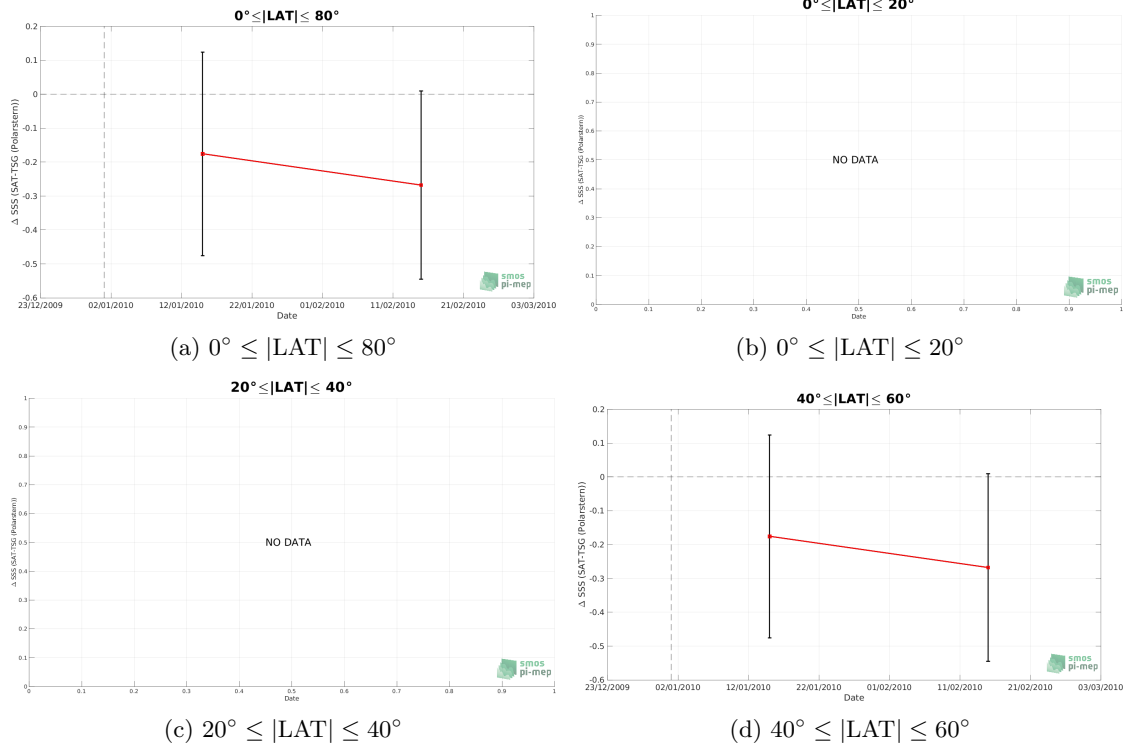 0°≤|LAT|≤ 80°
Δ SSS (SAT-TSG (Polarstern))
0.2
0.1
0
-0.1
-0.2
-0.3
-0.4
-0.5
-0.6
23/12/2009 02/01/2010 12/01/2010 22/01/2010 01/02/2010 11/02/2010 21/02/2010 03/03/2010
Date
smos
pi-mep
(a) 0° ≤ |LAT| ≤ 80°
0°≤|LAT|≤ 20°
Δ SSS (SAT-TSG (Polarstern))
1
0.9
0.8
0.7
0.6
0.5
0.4
0.3
0.2
0.1
0
NO DATA
0 0.1 0.2 0.3 0.4 0.5 0.6 0.7 0.8 0.9 1
Date
smos
pi-mep
(b) 0° ≤ |LAT| ≤ 20°
20°≤|LAT|≤ 40°
Δ SSS (SAT-TSG (Polarstern))
1
0.9
0.8
0.7
0.6
0.5
0.4
0.3
0.2
0.1
0
NO DATA
0 0.1 0.2 0.3 0.4 0.5 0.6 0.7 0.8 0.9 1
Date
smos
pi-mep
(c) 20° ≤ |LAT| ≤ 40°
40°≤|LAT|≤ 60°
Δ SSS (SAT-TSG (Polarstern))
0.2
0.1
0
-0.1
-0.2
-0.3
-0.4
-0.5
-0.6
23/12/2009 02/01/2010 12/01/2010 22/01/2010 01/02/2010 11/02/2010 21/02/2010 03/03/2010
Date
smos
pi-mep
(d) 40° ≤ |LAT| ≤ 60°